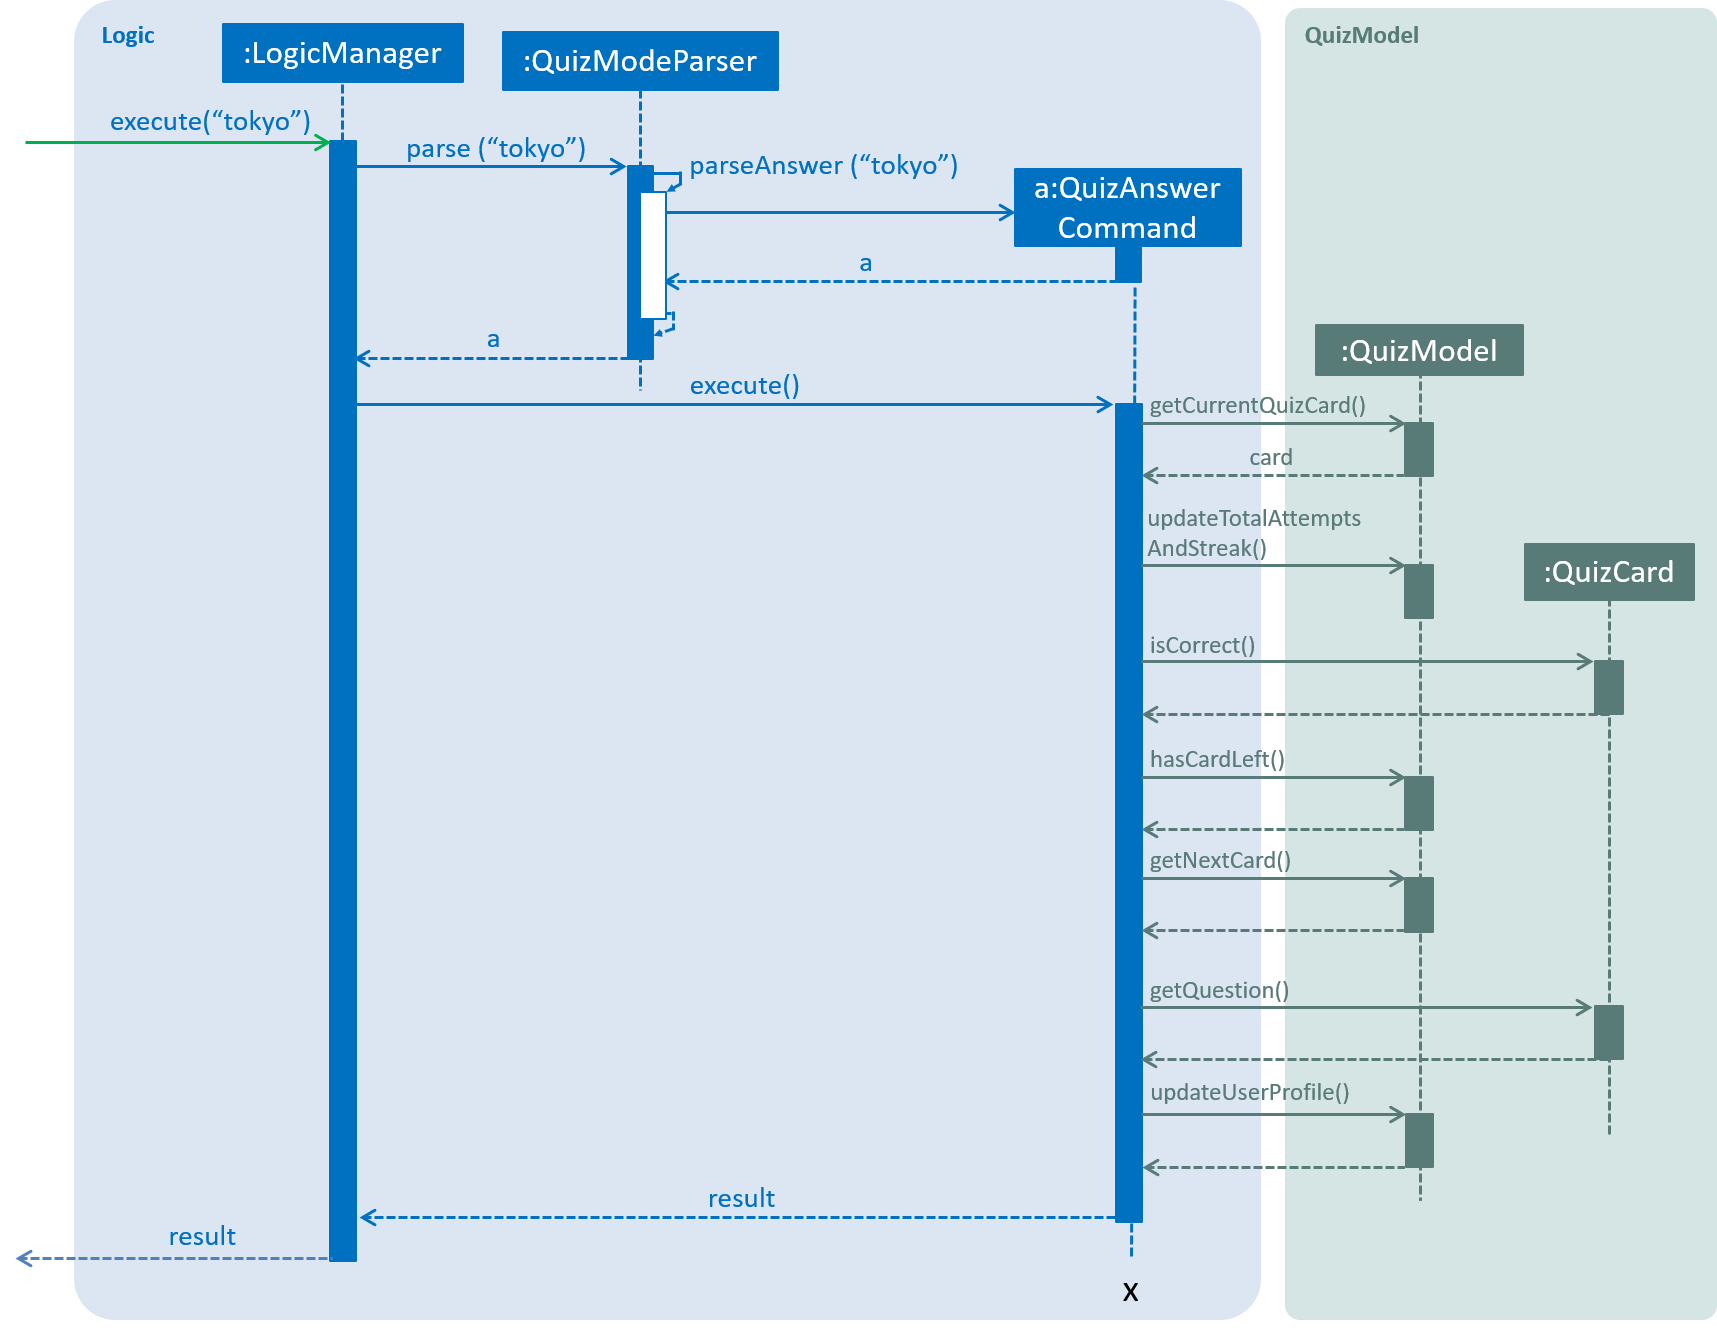 Logic
QuizModel
:LogicManager
:QuizModeParser
execute(“tokyo”)
parse (“tokyo”)
parseAnswer (“tokyo”)
a:QuizAnswer
Command
a
a
:QuizModel
execute()
getCurrentQuizCard()
card
updateTotalAttempts
AndStreak()
:QuizCard
isCorrect()
hasCardLeft()
getNextCard()
getQuestion()
updateUserProfile()
result
result
X